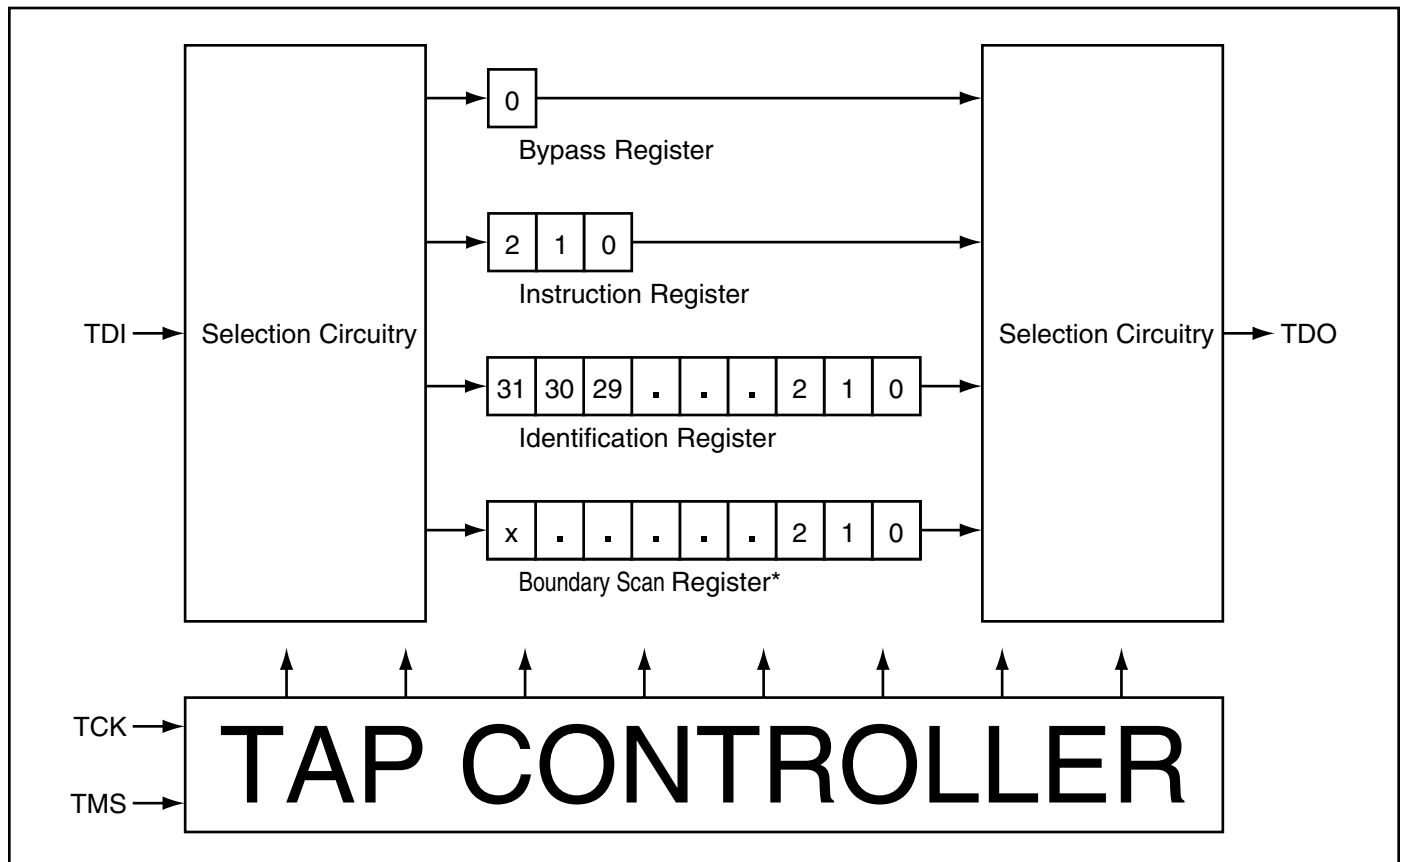 0
Bypass Register
2 1 0
Instruction Register
TDI
Selection Circuitry
Selection Circuitry
TDO
31 30 29 . . . 2 1 0
Identification Register
x . . . . . 2 1 0
Boundary Scan Register*
TCK
TMS
TAP CONTROLLER